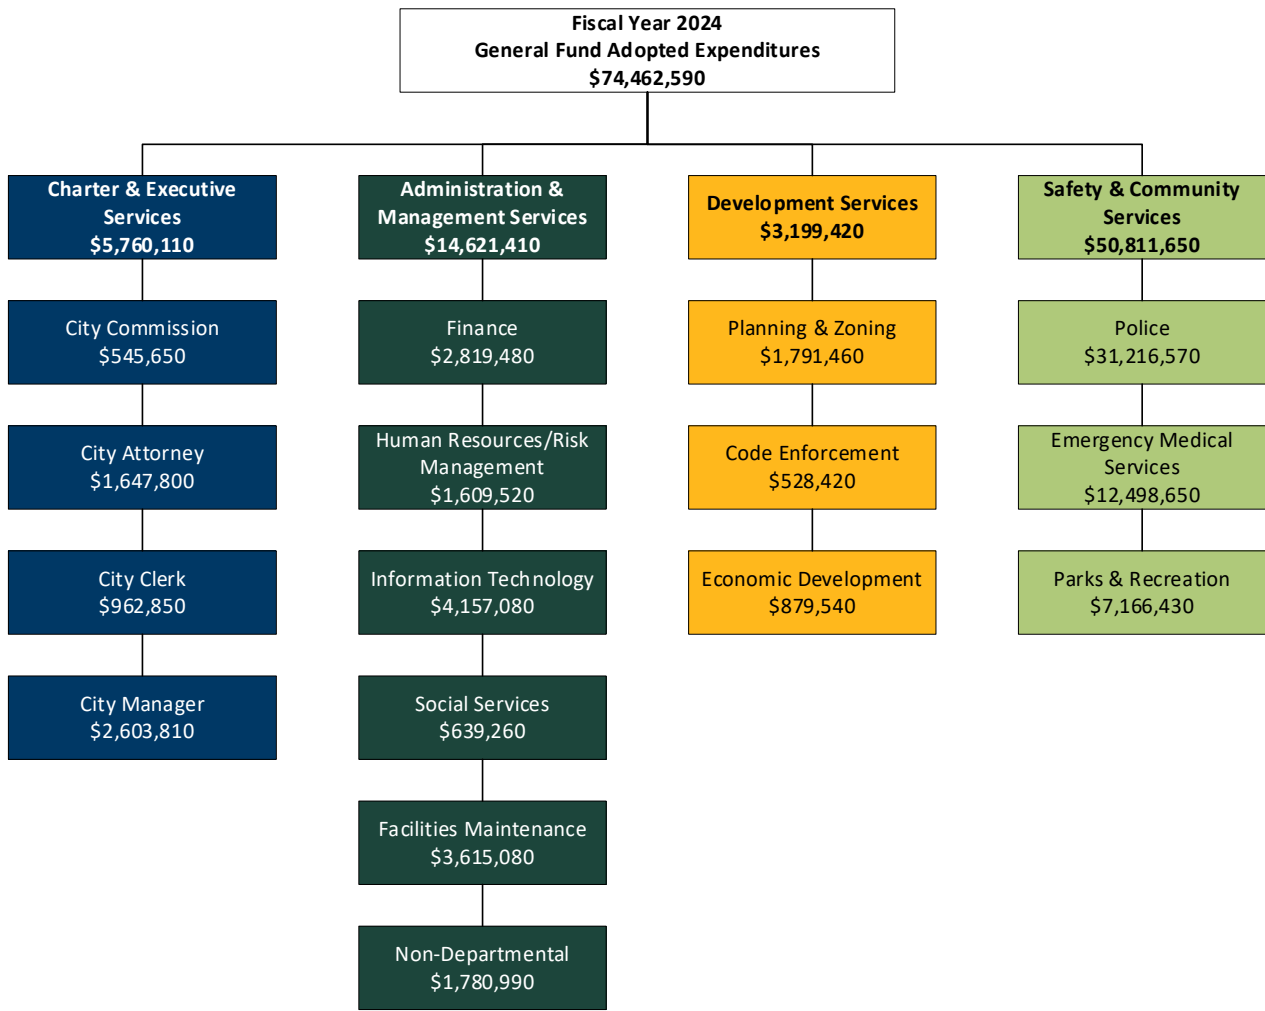 Fiscal Year 2024
General Fund Adopted Expenditures
$74,462,590
Charter & Executive
Services
$5,760,110
City Commission
$545,650
City Attorney
$1,647,800
City Clerk
$962,850
City Manager
$2,603,810
Administration &
Management Services
$14,621,410
Finance
$2,819,480
Human Resources/Risk
Management
$1,609,520
Information Technology
$4,157,080
Social Services
$639,260
Facilities Maintenance
$3,615,080
Non-Departmental
$1,780,990
Development Services
$3,199,420
Planning & Zoning
$1,791,460
Code Enforcement
$528,420
Economic Development
$879,540
Safety & Community
Services
$50,811,650
Police
$31,216,570
Emergency Medical
Services
$12,498,650
Parks & Recreation
$7,166,430